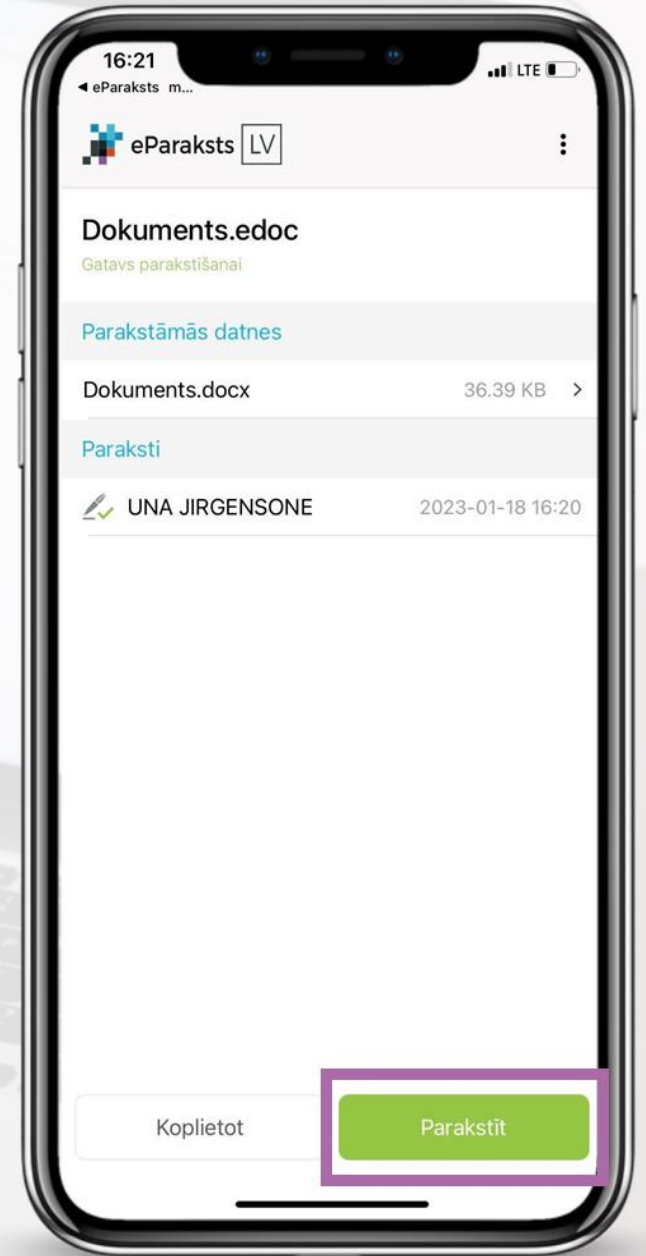 16:21
LTE
◀ eParaksts m...
eParaksts LV
Dokuments.edoc
Gatavs parakstīšanai
Parakstāmās datnes
Dokuments.docx 36.39 KB >
Paraksti
UNA JIRGENSONE 2023-01-18 16:20
Koplietot Parakstīt